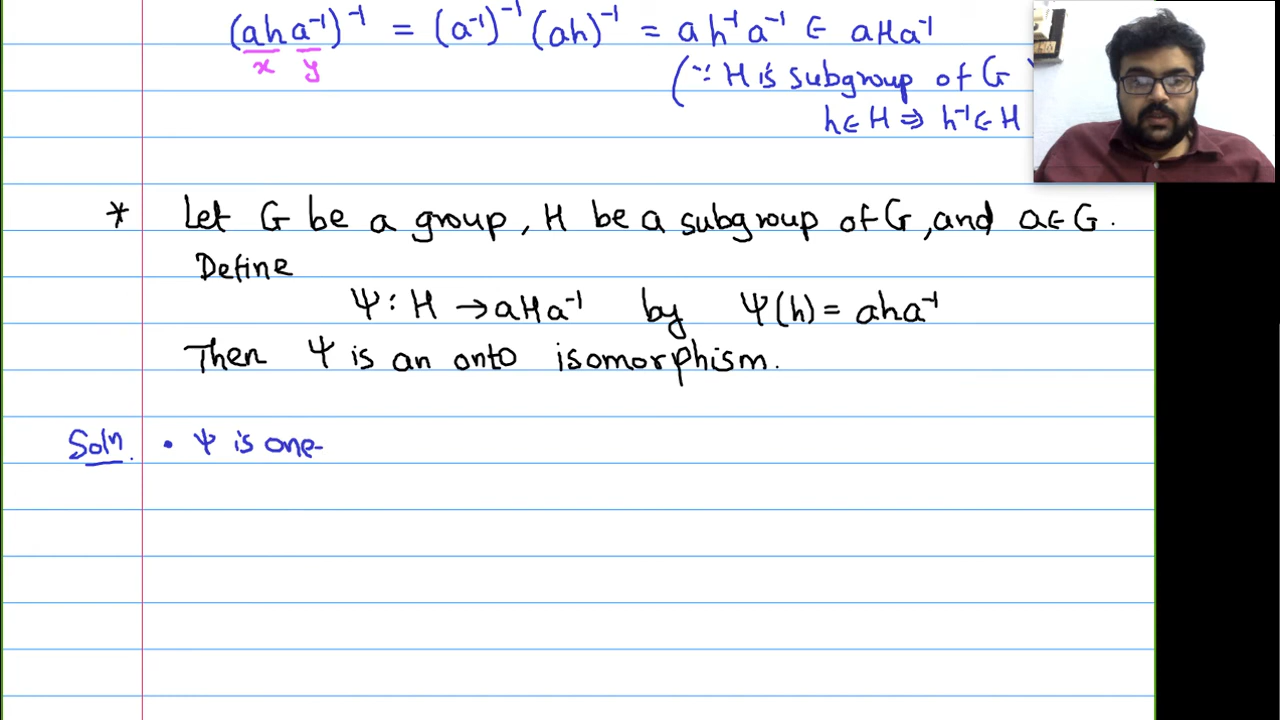 (aha⁻¹)⁻¹ = (a⁻¹)⁻¹ (ah)⁻¹ = ah⁻¹a⁻¹ ∈ aHa⁻¹
x y
(∵ H is subgroup of G
h ∈ H ⇒ h⁻¹ ∈ H
* Let G be a group, H be a subgroup of G, and a ∈ G.
Define
Ψ : H → aHa⁻¹ by Ψ(h) = aha⁻¹
Then Ψ is an onto isomorphism.
Soln. • Ψ is one-